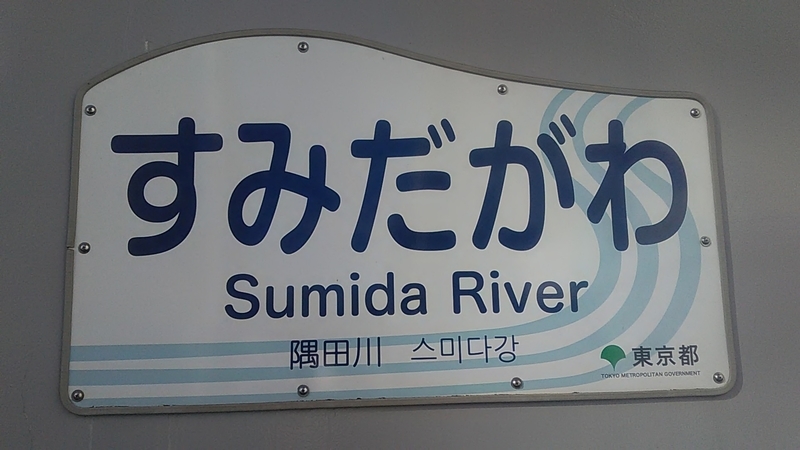 すみだがわ
Sumida River
隅田川 스미다강
東京都
TOKYO METROPOLITAN GOVERNMENT